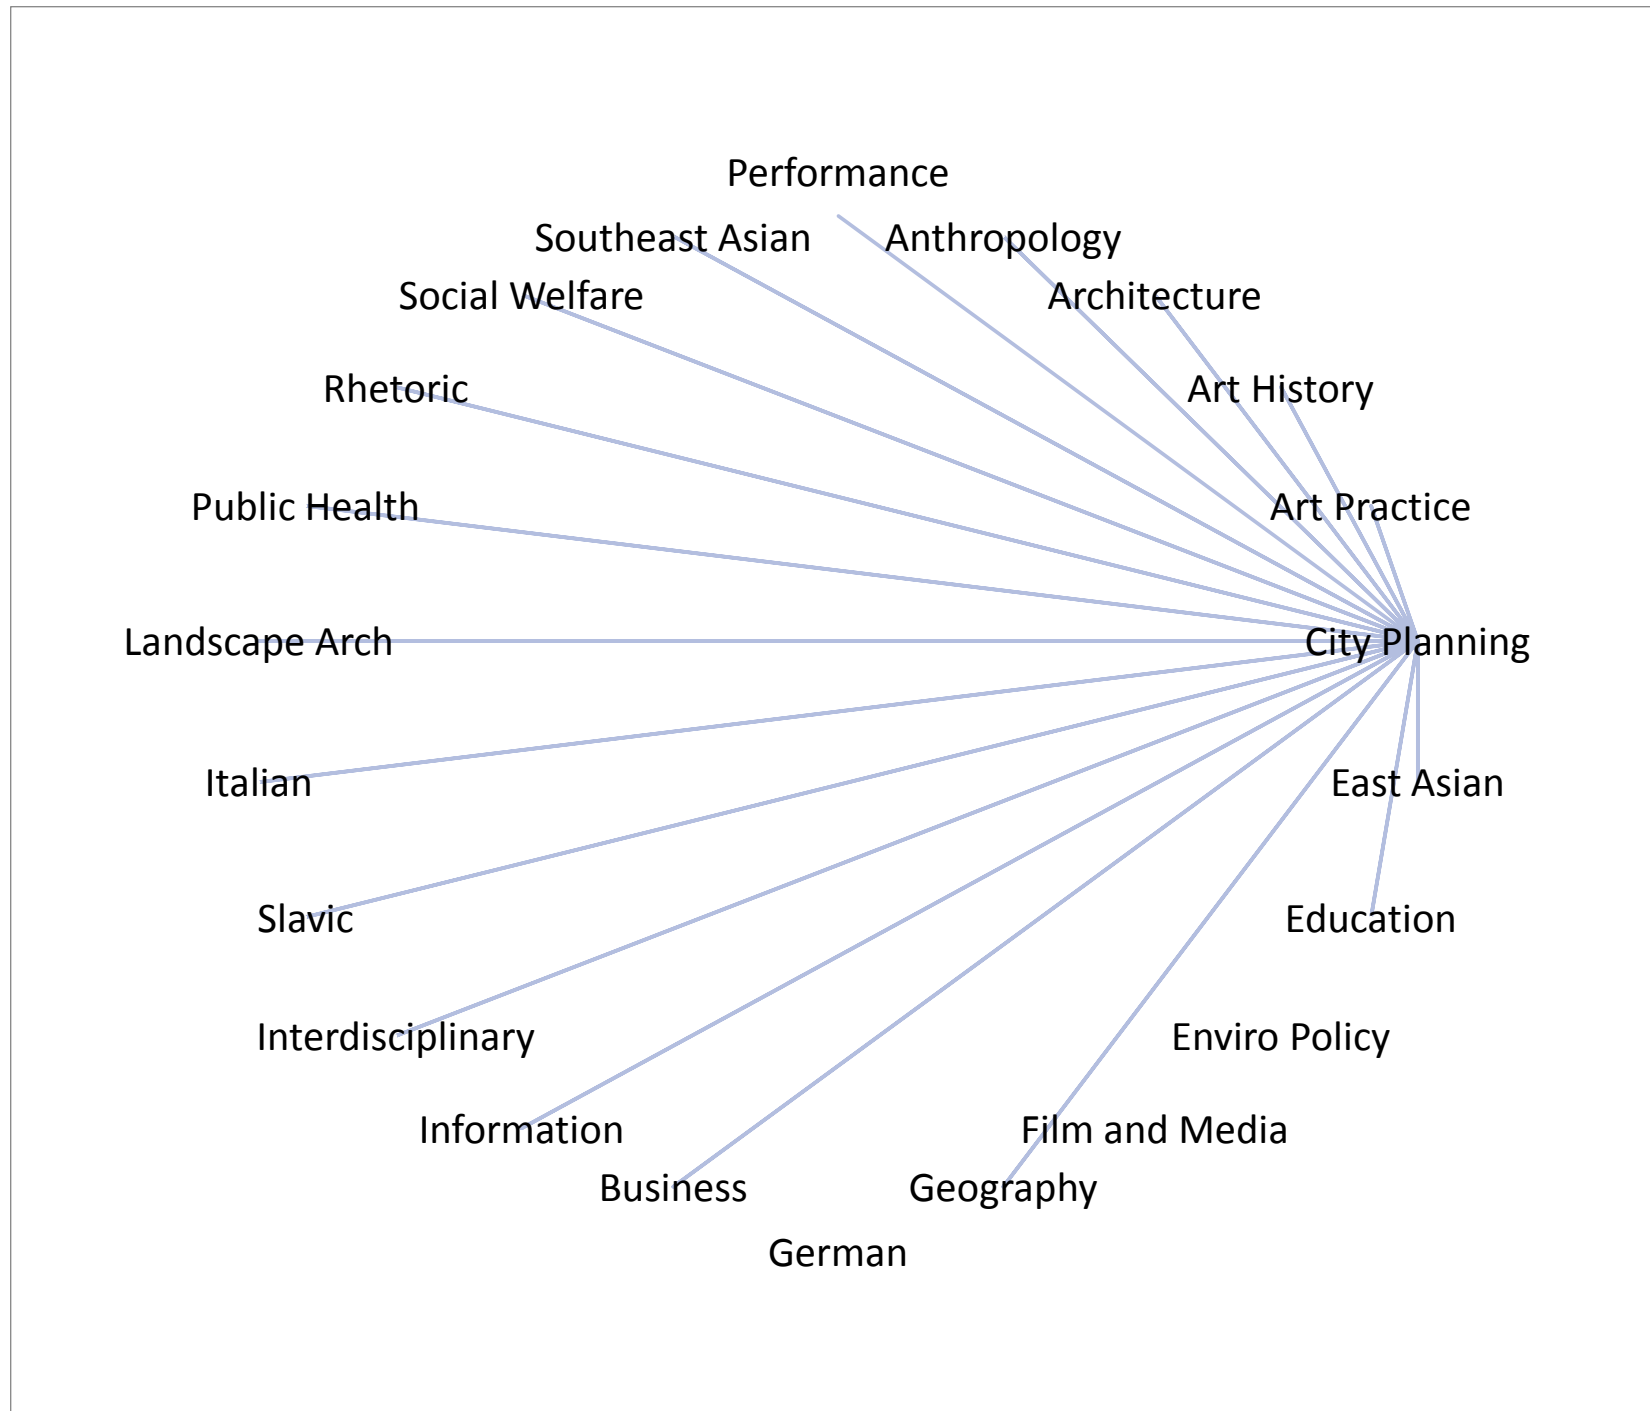 Performance
Southeast Asian
Anthropology
Social Welfare
Architecture
Rhetoric
Art History
Public Health
Art Practice
Landscape Arch
City Planning
Italian
East Asian
Slavic
Education
Interdisciplinary
Enviro Policy
Information
Film and Media
Business
Geography
German